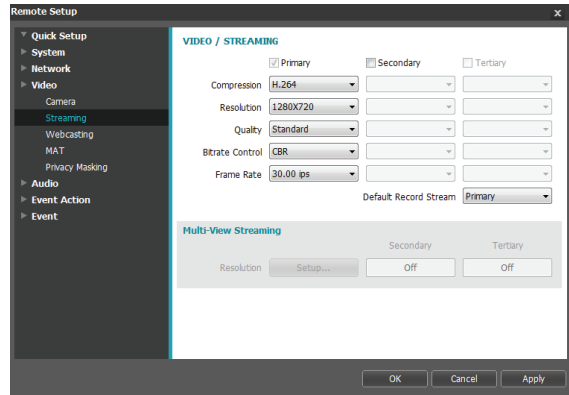 Remote Setup x
Quick Setup
System
Network
Video
Camera
Streaming
Webcasting
MAT
Privacy Masking
Audio
Event Action
Event
VIDEO / STREAMING
Primary Secondary Tertiary
Compression H.264
Resolution 1280X720
Quality Standard
Bitrate Control CBR
Frame Rate 30.00 ips
Default Record Stream Primary
Multi-View Streaming
Secondary Tertiary
Resolution Setup... Off Off
OK Cancel Apply